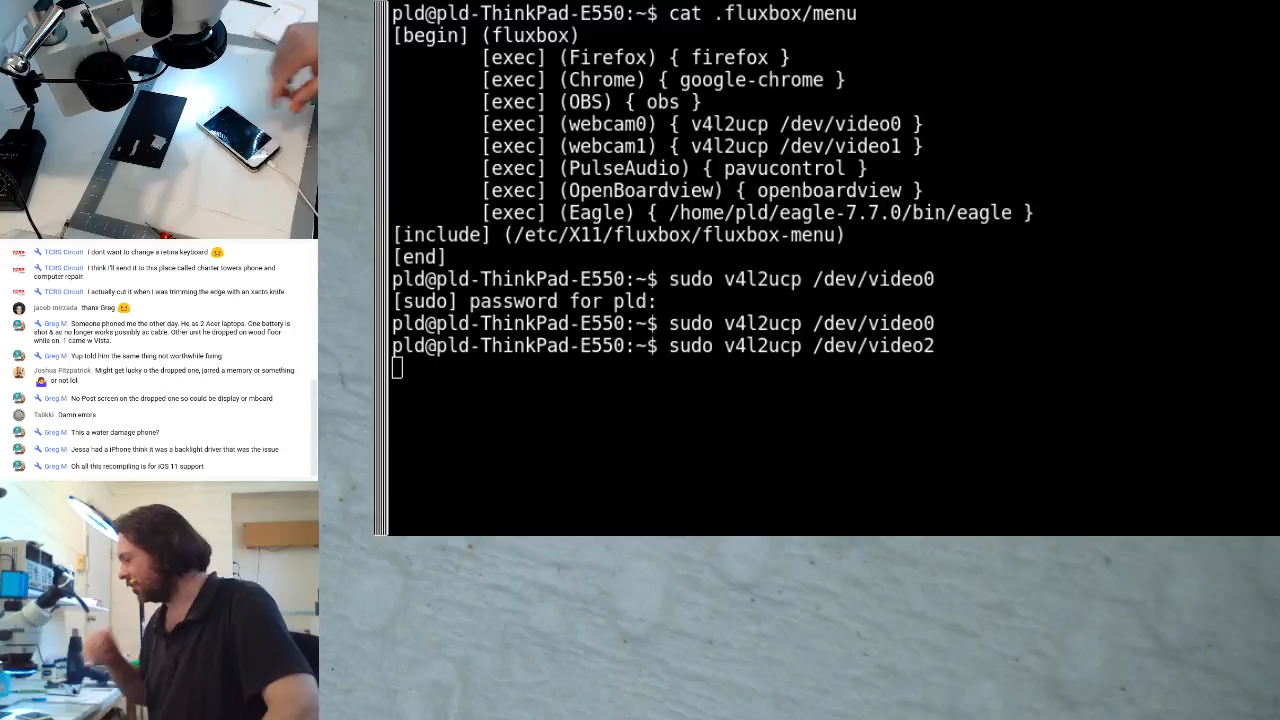 pld@pld-ThinkPad-E550:~$ cat .fluxbox/menu
[begin] (fluxbox)
[exec] (Firefox) { firefox }
[exec] (Chrome) { google-chrome }
[exec] (OBS) { obs }
[exec] (webcam0) { v4l2ucp /dev/video0 }
[exec] (webcam1) { v4l2ucp /dev/video1 }
[exec] (PulseAudio) { pavucontrol }
[exec] (OpenBoardview) { openboardview }
[exec] (Eagle) { /home/pld/eagle-7.7.0/bin/eagle }
[include] (/etc/X11/fluxbox/fluxbox-menu)
[end]
pld@pld-ThinkPad-E550:~$ sudo v4l2ucp /dev/video0
[sudo] password for pld:
pld@pld-ThinkPad-E550:~$ sudo v4l2ucp /dev/video0
pld@pld-ThinkPad-E550:~$ sudo v4l2ucp /dev/video2
TCRS Circuit I dont want to change a retina keyboard
TCRS Circuit I think I'll send it to this place called charter towers phone and
computer repair.
TCRS Circuit I actually cut it when I was trimming the edge with an xacto knife
Jacob mirzada thanx Greg
Greg M Someone phoned me the other day. He as 2 Acer laptops. One battery is
shot & ac no longer works possibly ac cable. Other unit he dropped on wood floor
while on. 1 came w Vista.
Greg M Yup told him the same thing not worthwhile fixing
Joshua Fitzpatrick Might get lucky o the dropped one, jarred a memory or something
or not lol
Greg M No Post screen on the dropped one so could be display or mboard
Talikki Damn errors
Greg M This a water damage phone?
Greg M Jessa had a iPhone think it was a backlight driver that was the issue
Greg M Oh all this recompiling is for iOS 11 support